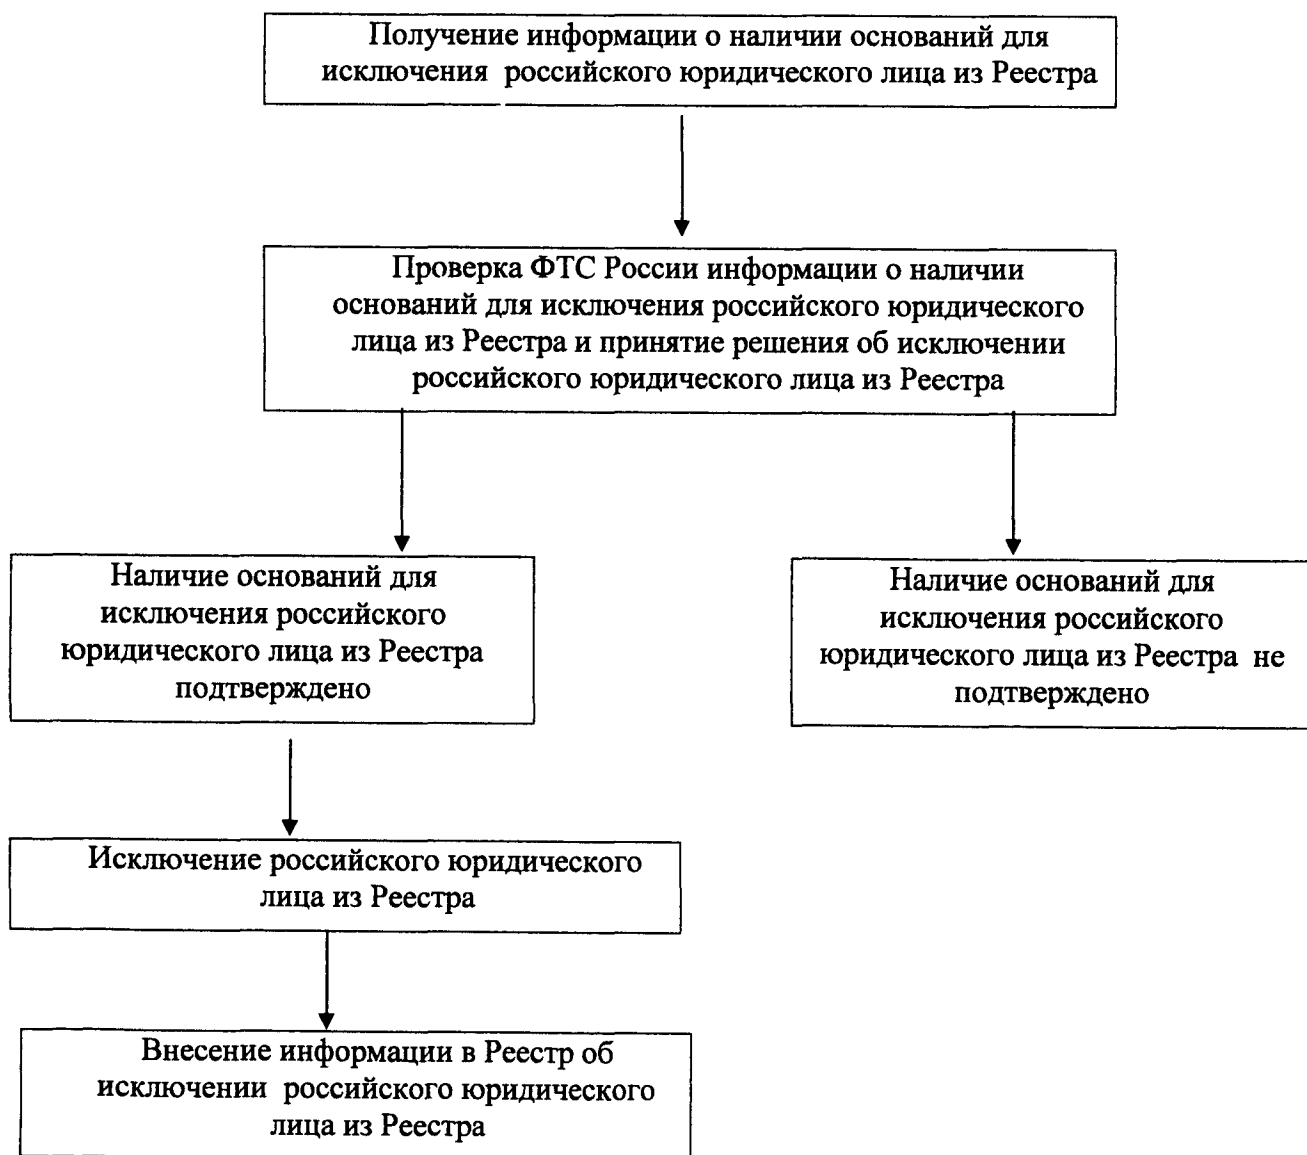 Получение информации о наличии оснований для
исключения российского юридического лица из Реестра
Проверка ФТС России информации о наличии
оснований для исключения российского юридического
лица из Реестра и принятие решения об исключении
российского юридического лица из Реестра
Наличие оснований для
исключения российского
юридического лица из Реестра
подтверждено
Наличие оснований для
исключения российского
юридического лица из Реестра не
подтверждено
Исключение российского юридического
лица из Реестра
Внесение информации в Реестр об
исключении российского юридического
лица из Реестра